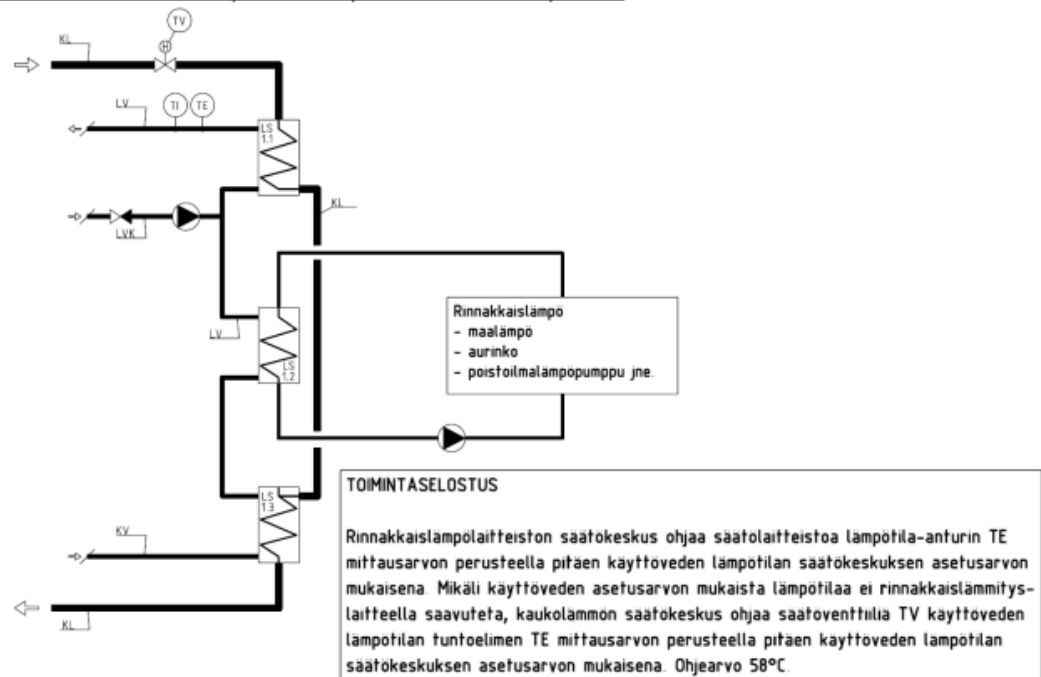 TV
H
KL
LV
TI
TE
LS
1.1
KL
LVK
Rinnakkaislämpö
- maalämpö
- aurinko
- poistoilmalämpöpumppu jne.
LV
LS
1.2
TOIMINTASELOSTUS
LS
1.3
Rinnakkaislämpölaitteiston säätökeskus ohjaa säätölaitteistoa lämpötila-anturin TE
mittausarvon perusteella pitäen käyttöveden lämpötilan säätökeskuksen asetusarvon
mukaisena. Mikäli käyttöveden asetusarvon mukaista lämpötilaa ei rinnakkaislämmitys-
laitteella saavuteta, kaukolämmön säätökeskus ohjaa säätöventtiiliä TV käyttöveden
lämpötilan tuntoelimen TE mittausarvon perusteella pitäen käyttöveden lämpötilan
säätökeskuksen asetusarvon mukaisena. Ohjearvo 58°C.
KV
KL